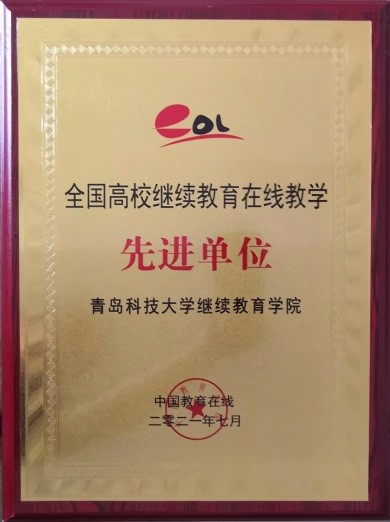 eOL
全国高校继续教育在线教学
先进单位
青岛科技大学继续教育学院
中国教育在线
二零二一年七月